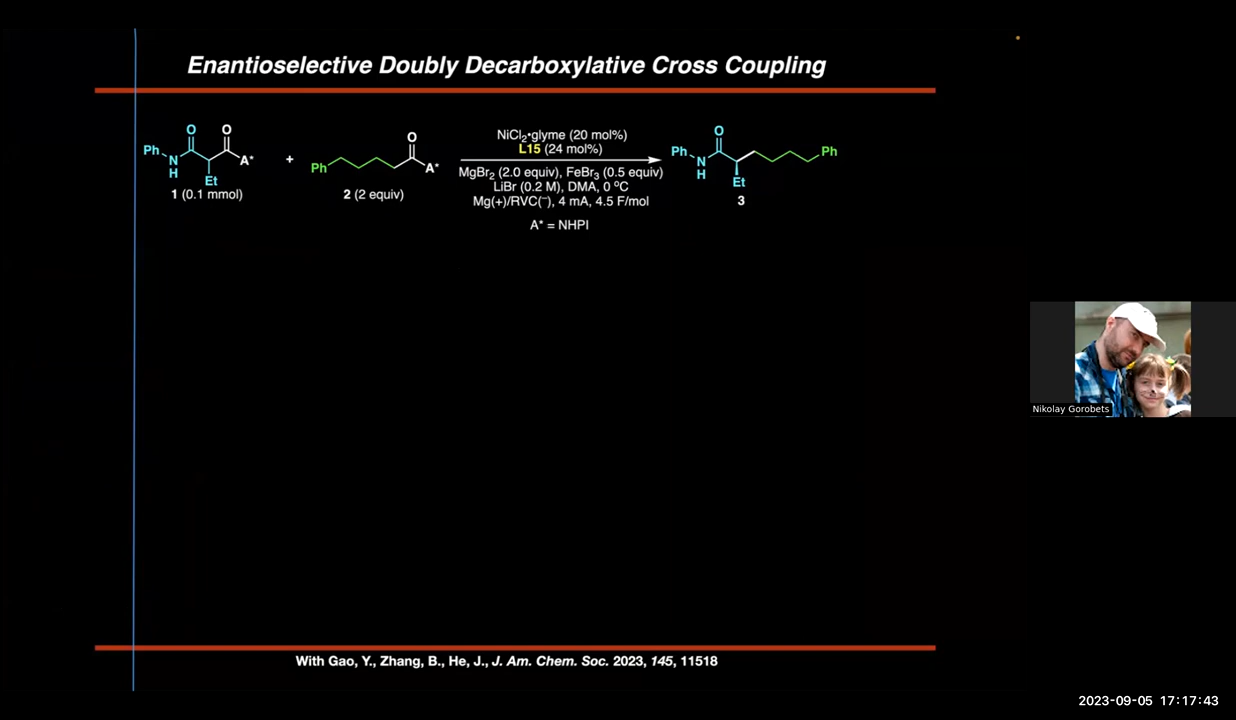 Enantioselective Doubly Decarboxylative Cross Coupling
Ph
N
H
O
O
A*
Et
1 (0.1 mmol)
+
Ph
O
A*
2 (2 equiv)
NiCl₂•glyme (20 mol%)
L15 (24 mol%)
MgBr₂ (2.0 equiv), FeBr₃ (0.5 equiv)
LiBr (0.2 M), DMA, 0 ºC
Mg(+)/RVC(⁻), 4 mA, 4.5 F/mol
A* = NHPI
Ph
N
H
O
Et
Ph
3
Nikolay Gorobets
With Gao, Y., Zhang, B., He, J., J. Am. Chem. Soc. 2023, 145, 11518
2023-09-05 17:17:43